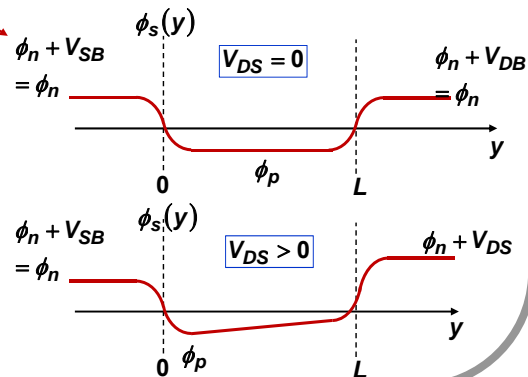 ϕs(y)
ϕn + VSB
= ϕn
VDS = 0
ϕn + VDB
= ϕn
y
ϕp
0
L
ϕs(y)
ϕn + VSB
= ϕn
VDS > 0
ϕn + VDS
y
ϕp
0
L